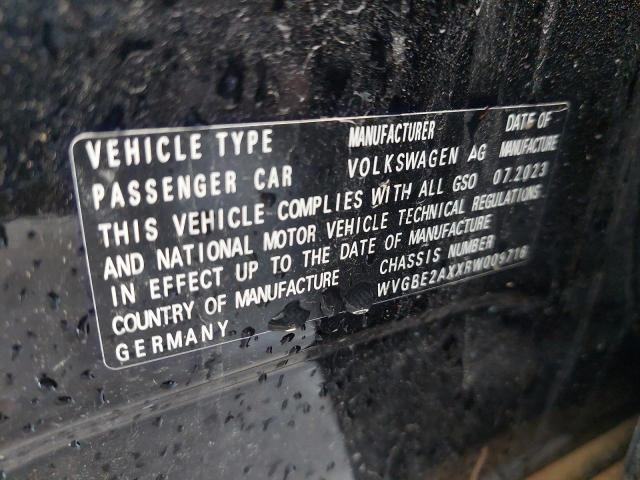 VEHICLE TYPE MANUFACTURER DATE OF
PASSENGER CAR VOLKSWAGEN AG MANUFACTURE
THIS VEHICLE COMPLIES WITH ALL GSO 07.2023
AND NATIONAL MOTOR VEHICLE TECHNICAL REGULATIONS
IN EFFECT UP TO THE DATE OF MANUFACTURE
COUNTRY OF MANUFACTURE CHASSIS NUMBER
GERMANY WVGBE2AXXRW009716